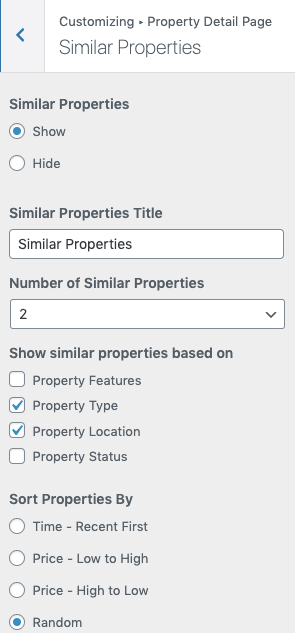 Customizing ▸ Property Detail Page
Similar Properties
Similar Properties
Show
Hide
Similar Properties Title
Similar Properties
Number of Similar Properties
2
Show similar properties based on
Property Features
Property Type
Property Location
Property Status
Sort Properties By
Time - Recent First
Price - Low to High
Price - High to Low
Random